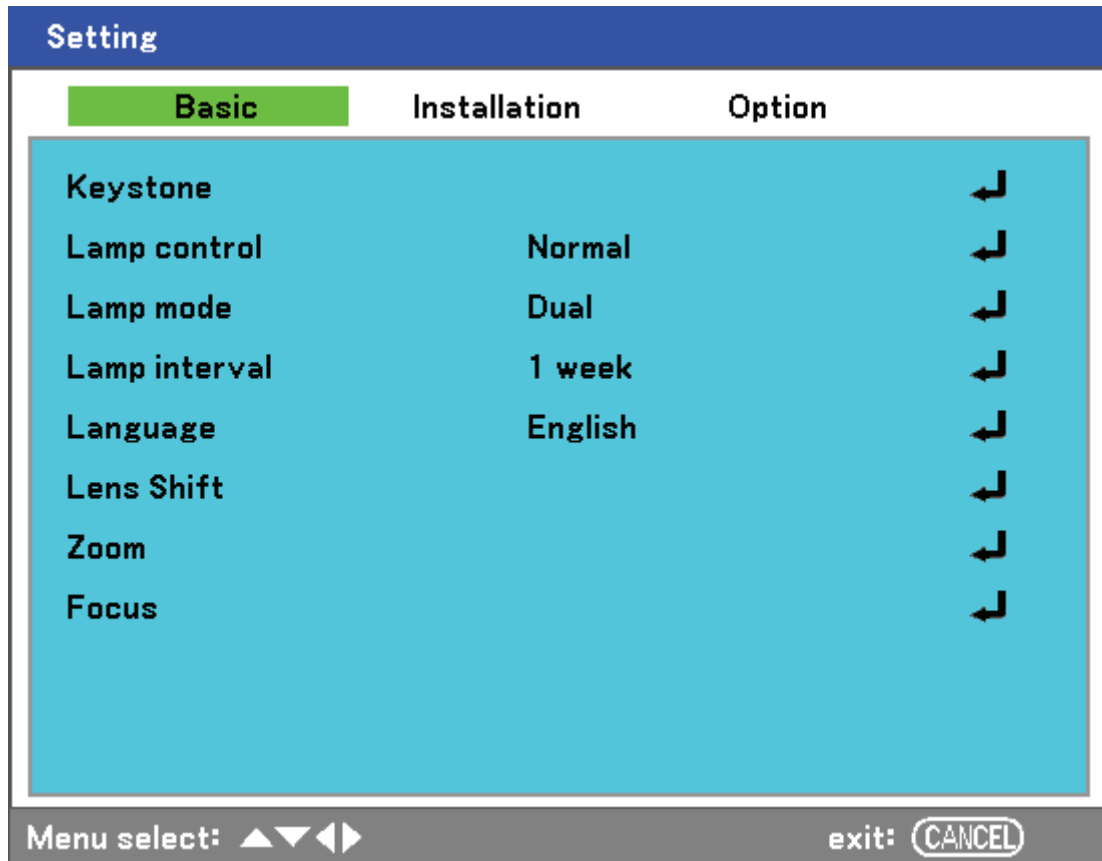 Setting
Basic Installation Option
Keystone
Lamp control Normal
Lamp mode Dual
Lamp interval 1 week
Language English
Lens Shift
Zoom
Focus
Menu select: ▲▼◀▶ exit: CANCEL